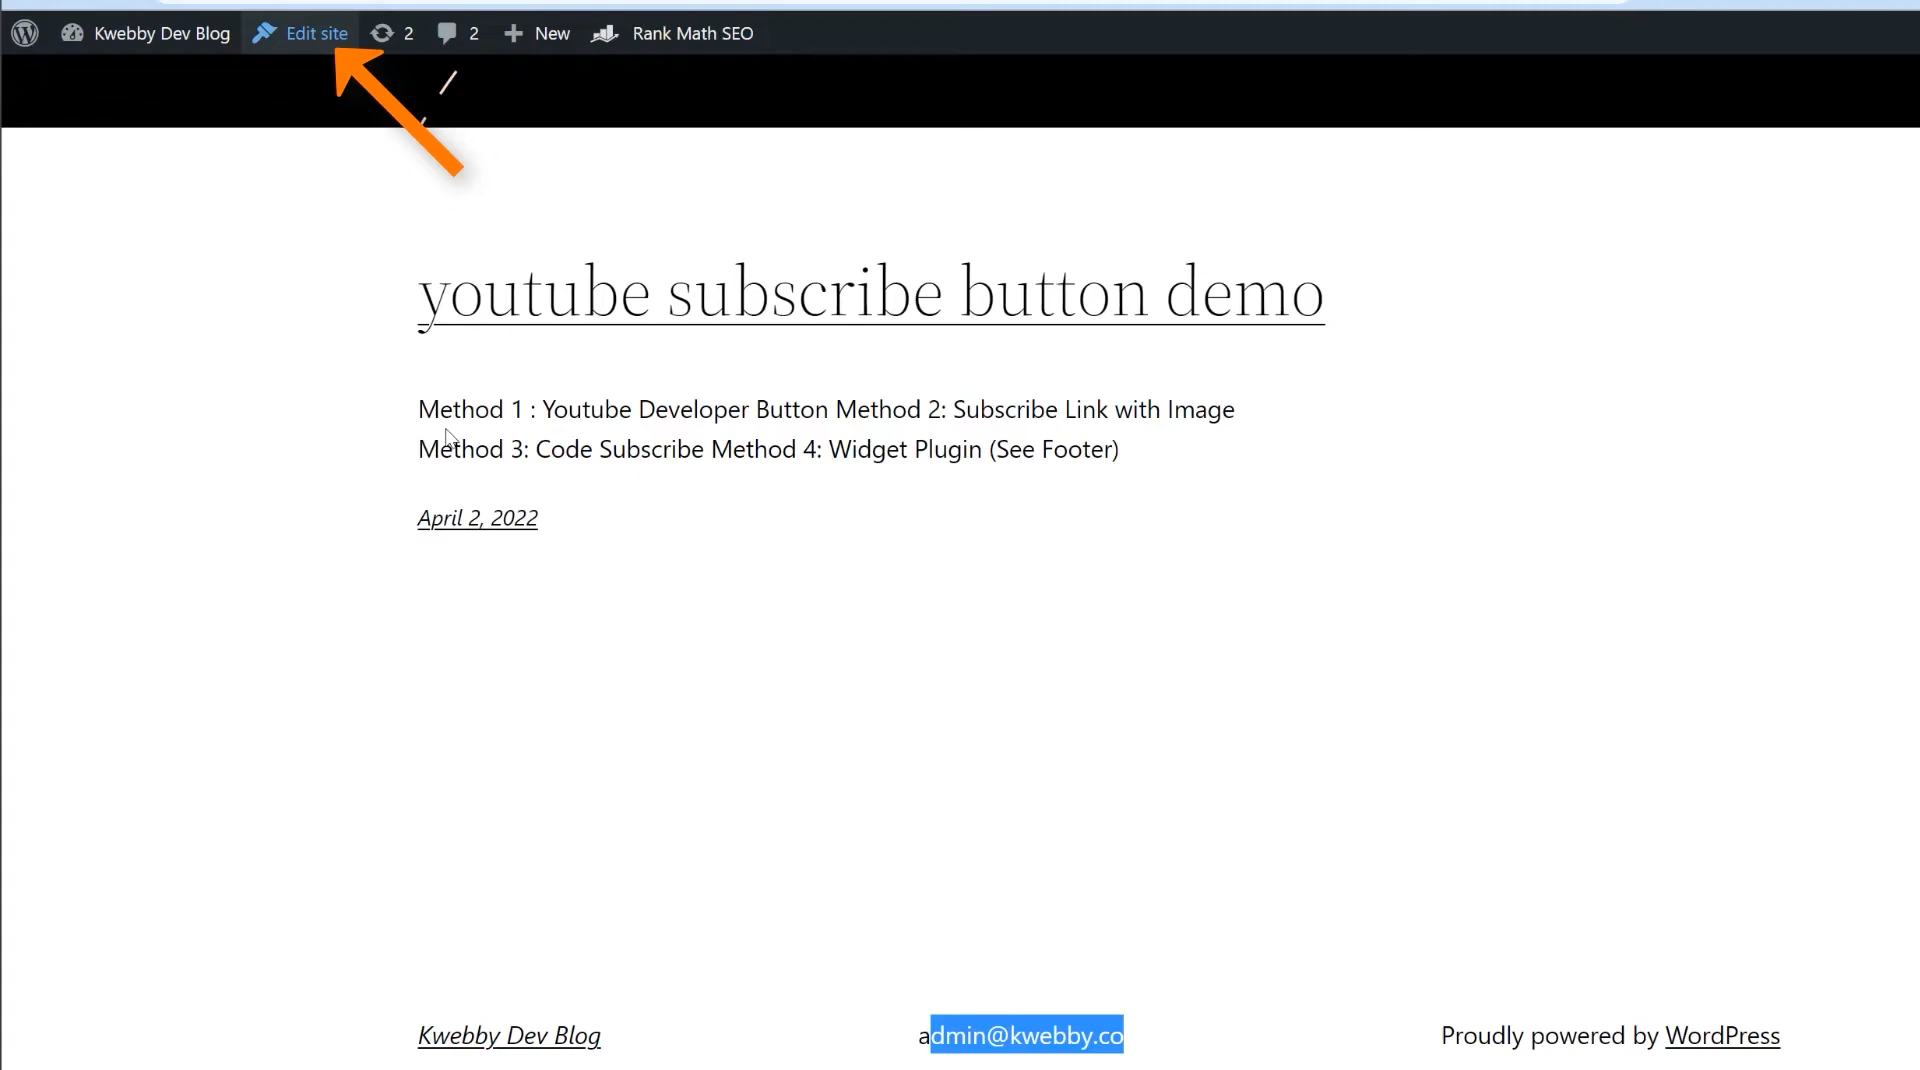 Kwebby Dev Blog Edit site 2 2 New Rank Math SEO
youtube subscribe button demo
Method 1 : Youtube Developer Button Method 2: Subscribe Link with Image
Method 3: Code Subscribe Method 4: Widget Plugin (See Footer)
April 2, 2022
Kwebby Dev Blog admin@kwebby.co Proudly powered by WordPress